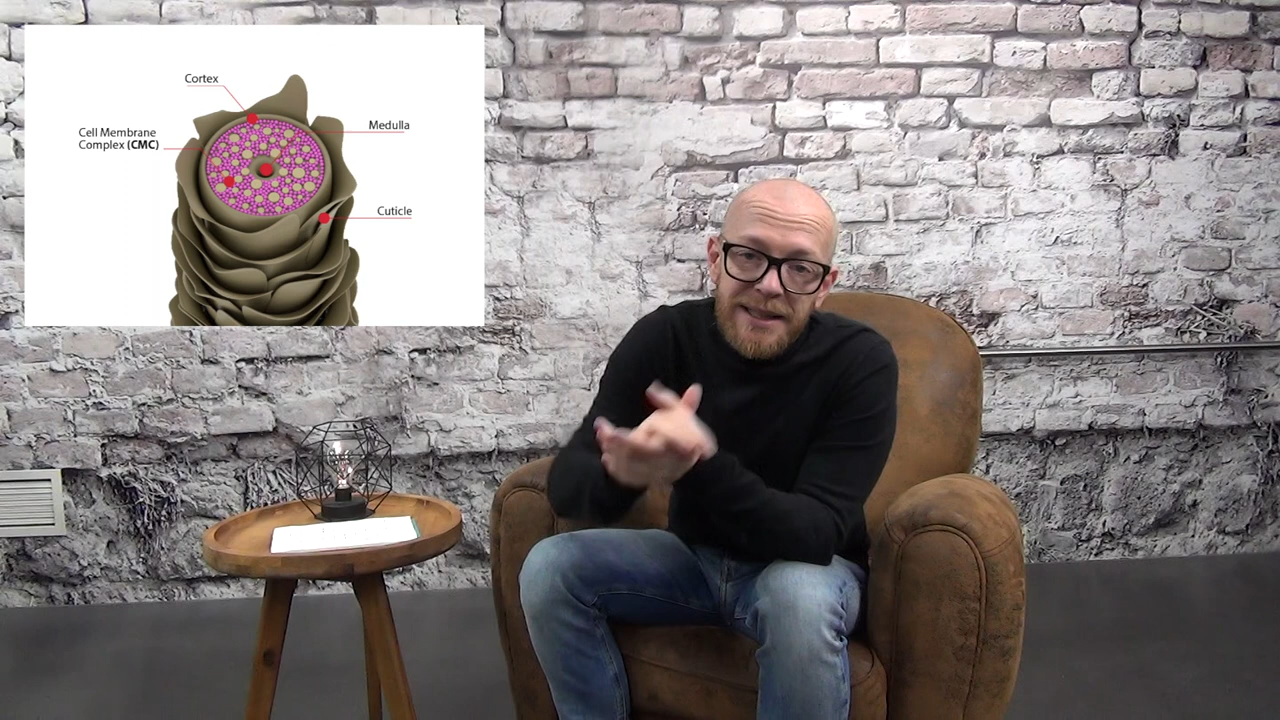 Cortex
Medulla
Cell Membrane
Complex (CMC)
Cuticle